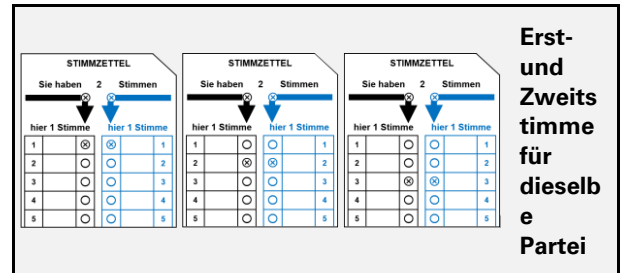 STIMMZETTEL
Sie haben 2 Stimmen
hier 1 Stimme hier 1 Stimme
1 1
2 2
3 3
4 4
5 5
STIMMZETTEL
Sie haben 2 Stimmen
hier 1 Stimme hier 1 Stimme
1 1
2 2
3 3
4 4
5 5
STIMMZETTEL
Sie haben 2 Stimmen
hier 1 Stimme hier 1 Stimme
1 1
2 2
3 3
4 4
5 5
Erst-
und
Zweits
timme
für
dieselb
e
Partei